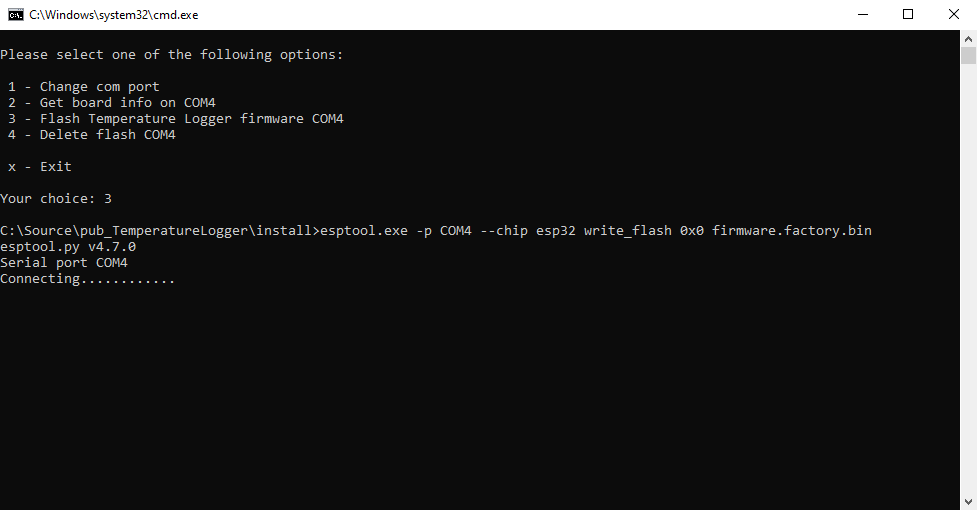 C:\Windows\system32\cmd.exe
Please select one of the following options:
1 - Change com port
2 - Get board info on COM4
3 - Flash Temperature Logger firmware COM4
4 - Delete flash COM4
x - Exit
Your choice: 3
C:\Source\pub_TemperatureLogger\install>esptool.exe -p COM4 --chip esp32 write_flash 0x0 firmware.factory.bin
esptool.py v4.7.0
Serial port COM4
Connecting............